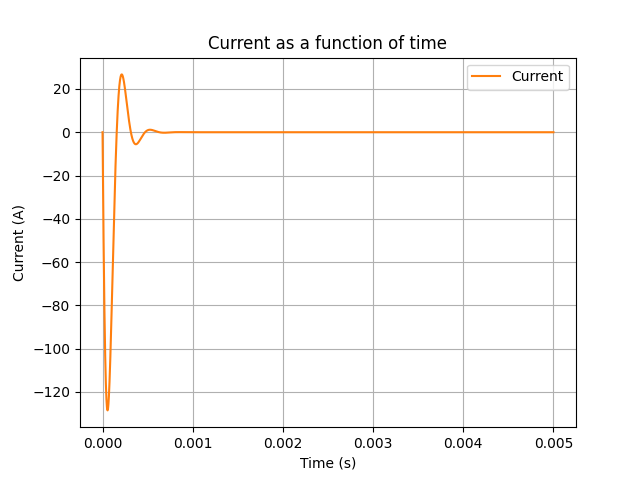 Current as a function of time
Current
20
0
−20
−40
−60
−80
−100
−120
Current (A)
0.000 0.001 0.002 0.003 0.004 0.005
Time (s)